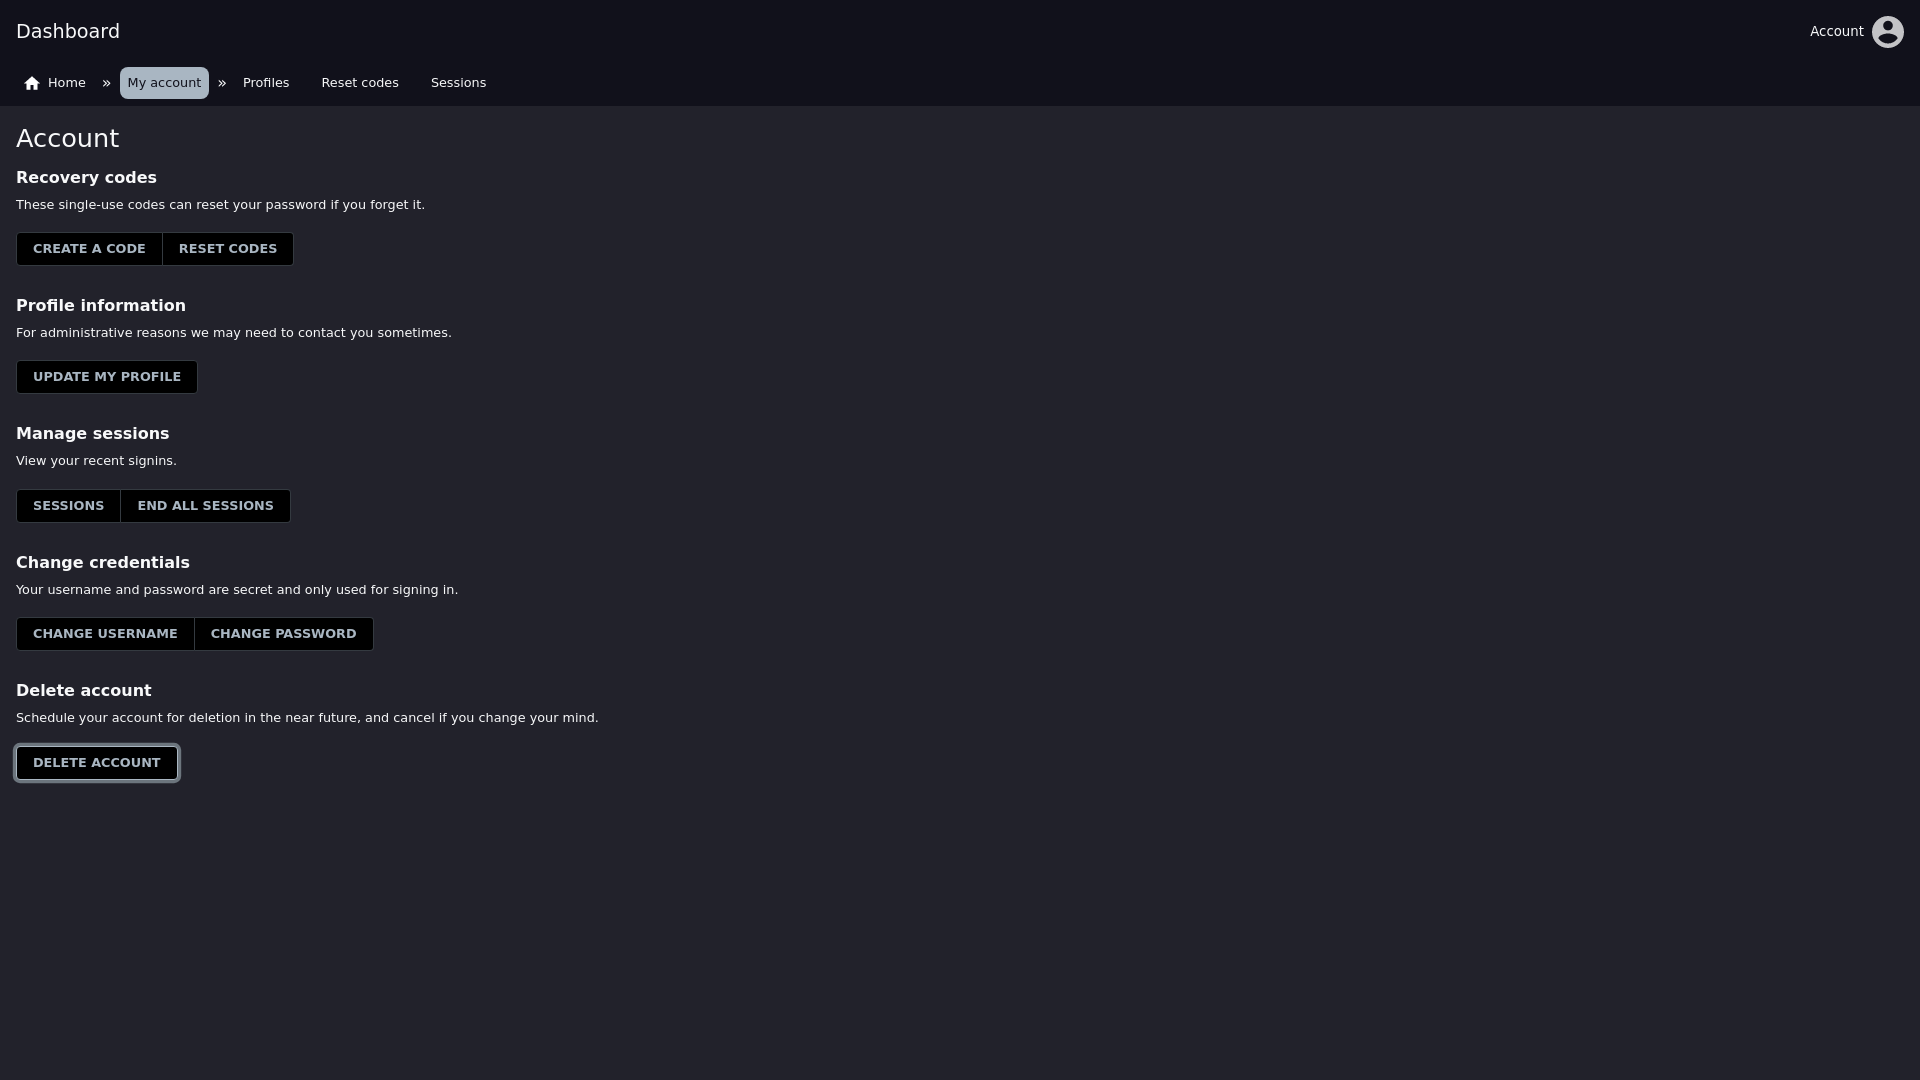 Dashboard
Account
Home » My account » Profiles Reset codes Sessions
Account
Recovery codes
These single-use codes can reset your password if you forget it.
CREATE A CODE RESET CODES
Profile information
For administrative reasons we may need to contact you sometimes.
UPDATE MY PROFILE
Manage sessions
View your recent signins.
SESSIONS END ALL SESSIONS
Change credentials
Your username and password are secret and only used for signing in.
CHANGE USERNAME CHANGE PASSWORD
Delete account
Schedule your account for deletion in the near future, and cancel if you change your mind.
DELETE ACCOUNT